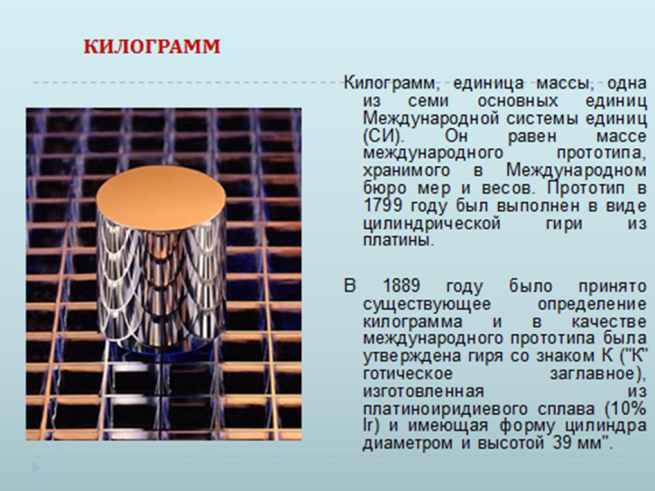 КИЛОГРАММ
Килограмм, единица массы, одна
из семи основных единиц
Международной системы единиц
(СИ). Он равен массе
международного прототипа,
хранимого в Международном
бюро мер и весов. Прототип в
1799 году был выполнен в виде
цилиндрической гири из
платины.
В 1889 году было принято
существующее определение
килограмма и в качестве
международного прототипа была
утверждена гиря со знаком К ("К"
готическое заглавное),
изготовленная из
платиноиридиевого сплава (10%
Ir) и имеющая форму цилиндра
диаметром и высотой 39 мм".